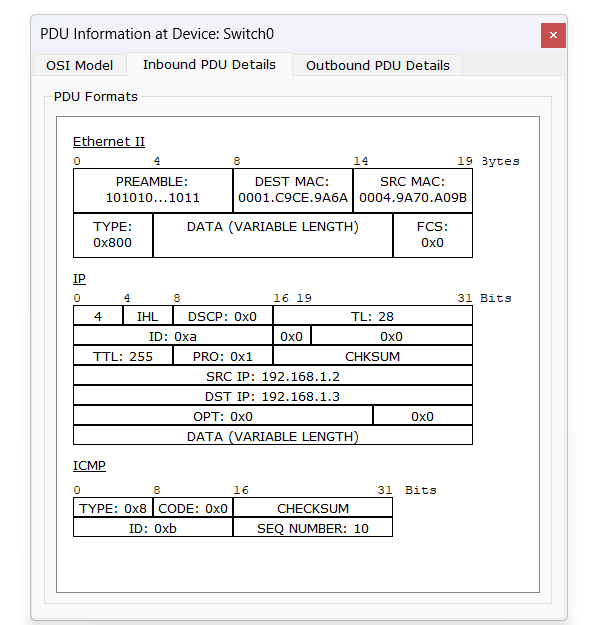 PDU Information at Device: Switch0
OSI Model Inbound PDU Details Outbound PDU Details
PDU Formats
Ethernet II
0 4 8 14 19 Bytes
PREAMBLE: 101010...1011 DEST MAC: 0001.C9CE.9A6A SRC MAC: 0004.9A70.A09B
TYPE: 0x800 DATA (VARIABLE LENGTH) FCS: 0x0
IP
0 4 8 16 19 31 Bits
4 IHL DSCP: 0x0 TL: 28
ID: 0xa 0x0 0x0
TTL: 255 PRO: 0x1 CHKSUM
SRC IP: 192.168.1.2
DST IP: 192.168.1.3
OPT: 0x0 0x0
DATA (VARIABLE LENGTH)
ICMP
0 8 16 31 Bits
TYPE: 0x8 CODE: 0x0 CHECKSUM
ID: 0xb SEQ NUMBER: 10